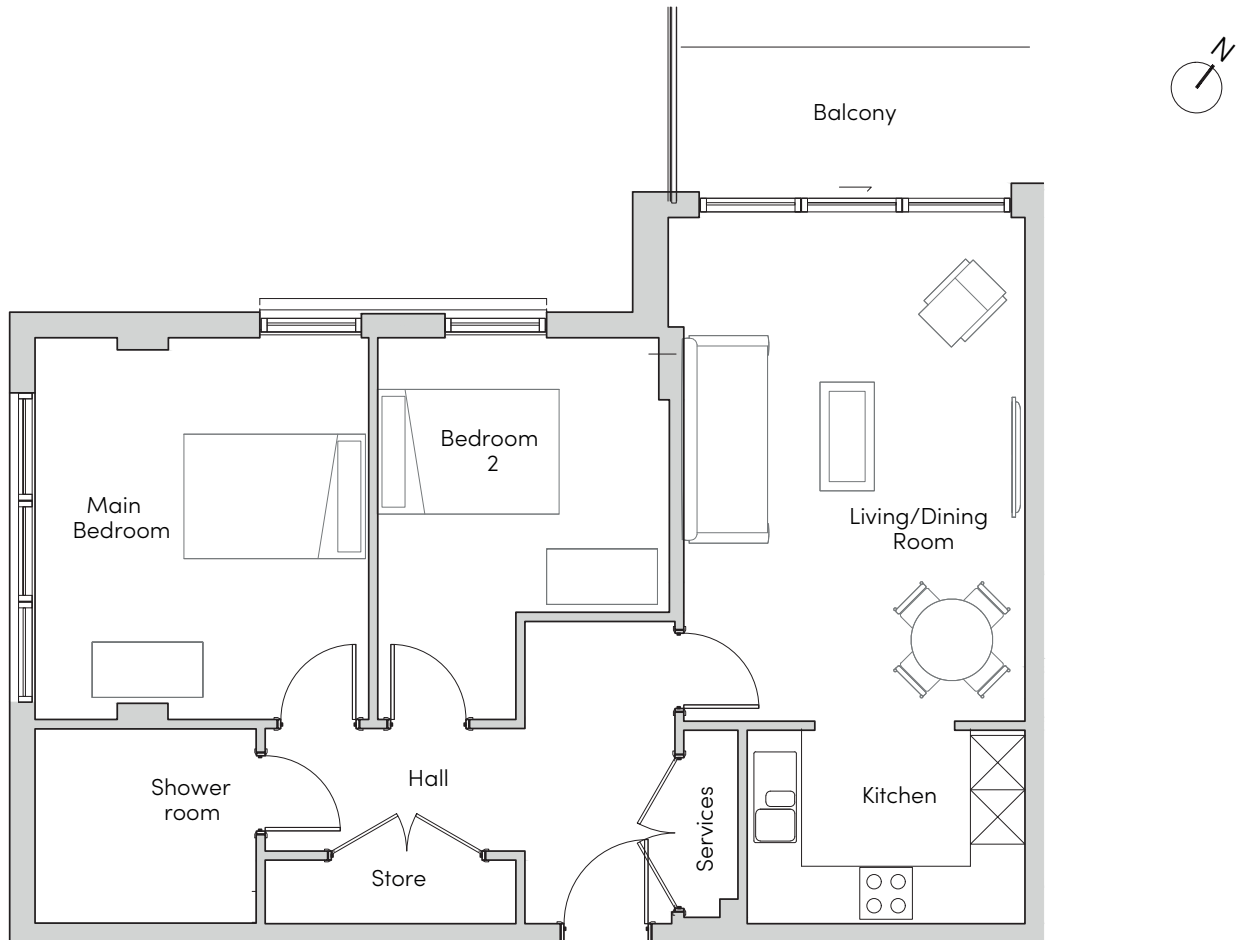 N
Balcony
Bedroom
2
Main
Bedroom
Living/Dining
Room
Shower
room
Hall
Store
Services
Kitchen